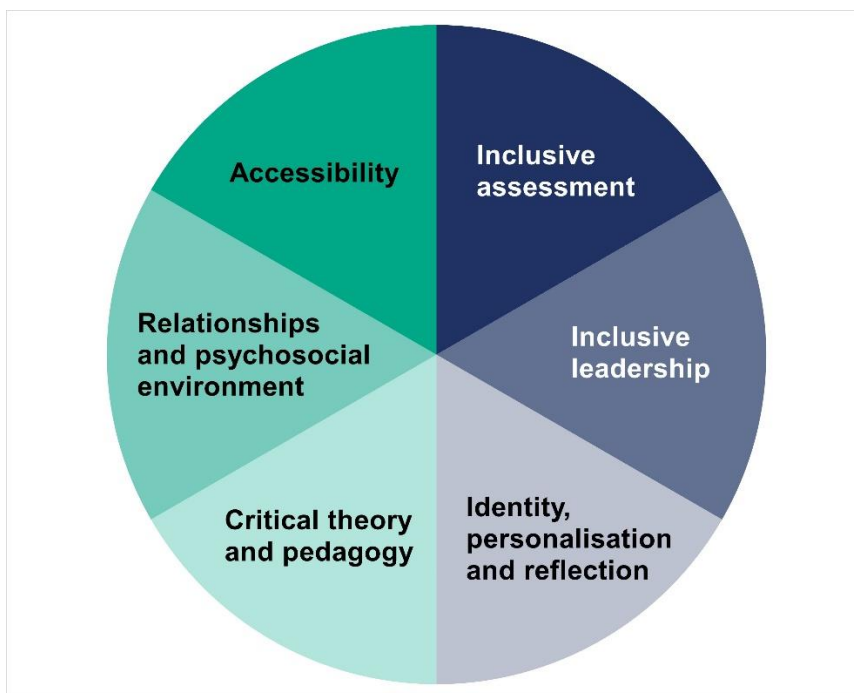 Accessibility
Inclusive
assessment
Relationships
and psychosocial
environment
Inclusive
leadership
Critical theory
and pedagogy
Identity,
personalisation
and reflection